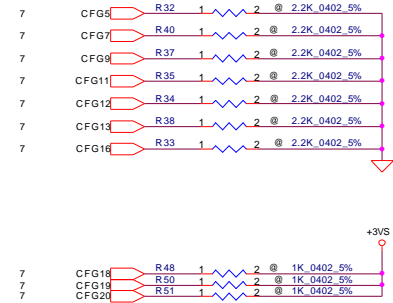 7 CFG5 R32 1 2 @ 2.2K_0402_5%
7 CFG7 R40 1 2 @ 2.2K_0402_5%
7 CFG9 R37 1 2 @ 2.2K_0402_5%
7 CFG11 R35 1 2 @ 2.2K_0402_5%
7 CFG12 R34 1 2 @ 2.2K_0402_5%
7 CFG13 R38 1 2 @ 2.2K_0402_5%
7 CFG16 R33 1 2 @ 2.2K_0402_5%
+3VS
7 CFG18 R48 1 2 @ 1K_0402_5%
7 CFG19 R50 1 2 @ 1K_0402_5%
7 CFG20 R51 1 2 @ 1K_0402_5%